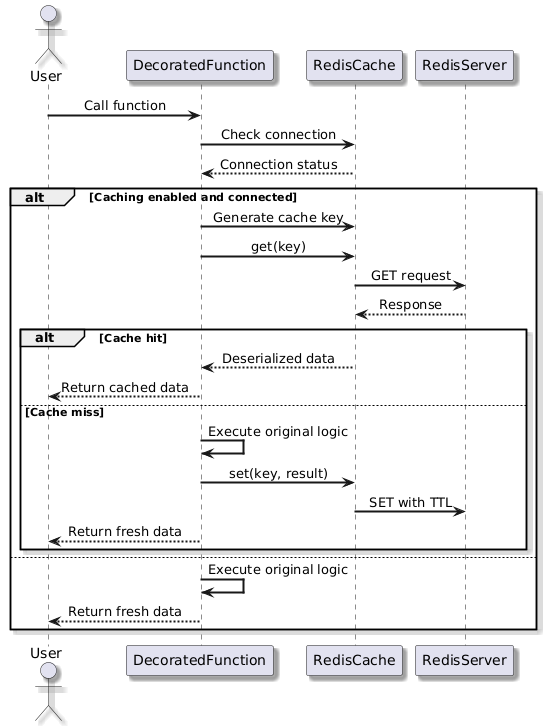 User
DecoratedFunction
RedisCache
RedisServer
Call function
Check connection
Connection status
alt
[Caching enabled and connected]
Generate cache key
get(key)
GET request
Response
alt
[Cache hit]
Deserialized data
Return cached data
[Cache miss]
Execute original logic
set(key, result)
SET with TTL
Return fresh data
Execute original logic
Return fresh data
User
DecoratedFunction
RedisCache
RedisServer